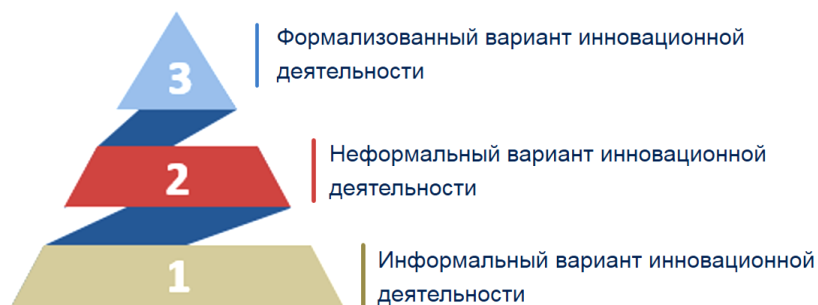 3
Формализованный вариант инновационной
деятельности
2
Неформальный вариант инновационной
деятельности
1
Информальный вариант инновационной
деятельности